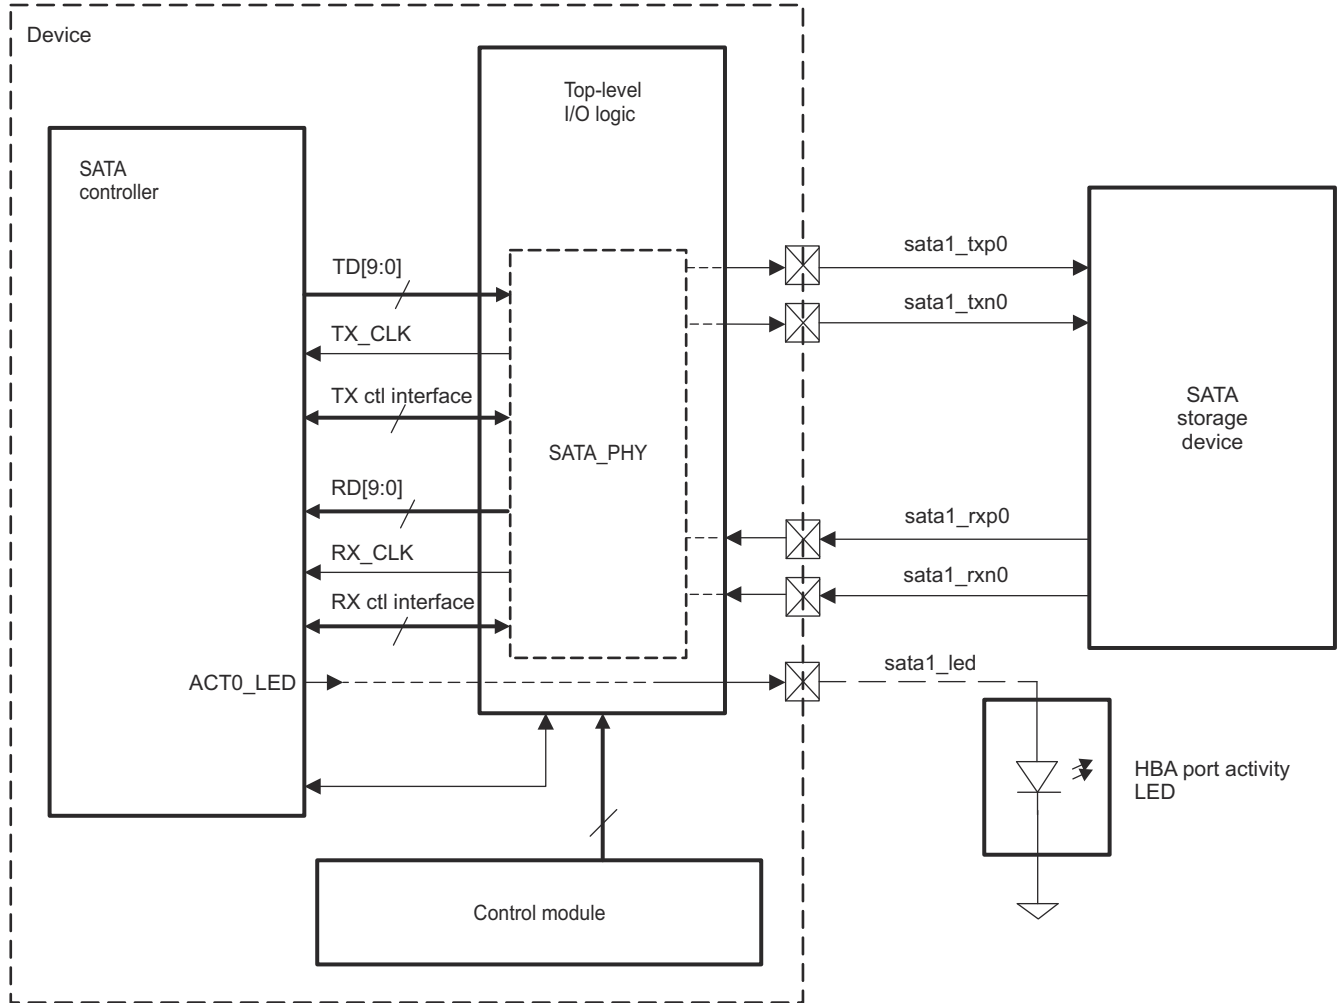 Device
Top-level
I/O logic
SATA
controller
TD[9:0]
TX_CLK
TX ctl interface
SATA_PHY
RD[9:0]
RX_CLK
RX ctl interface
ACT0_LED
sata1_txp0
sata1_txn0
SATA
storage
device
sata1_rxp0
sata1_rxn0
sata1_led
HBA port activity
LED
Control module